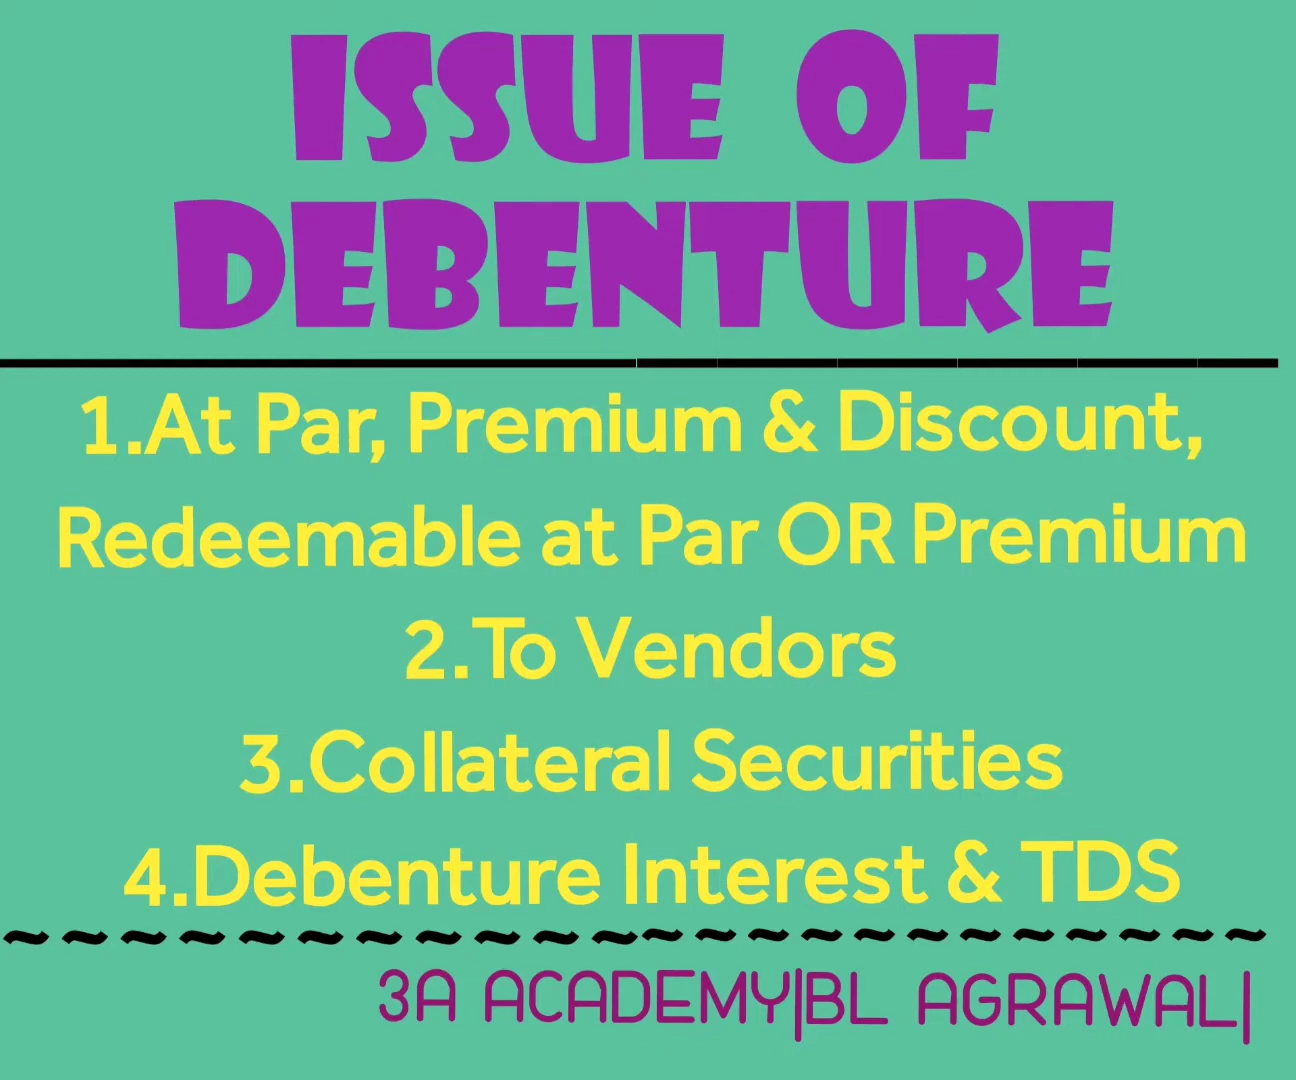 ISSUE OF
DEBENTURE
1.At Par, Premium & Discount,
Redeemable at Par OR Premium
2.To Vendors
3.Collateral Securities
4.Debenture Interest & TDS
3A ACADEMY|BL AGRAWAL|